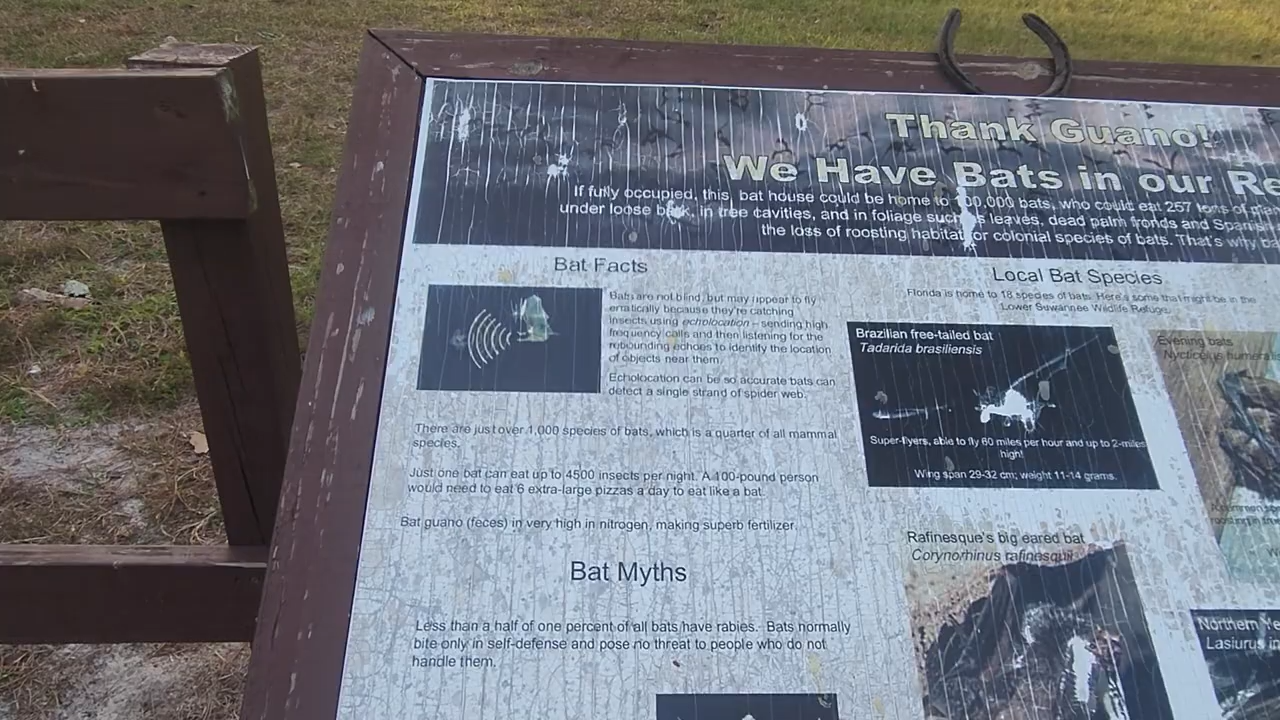 Thank Guano!
We Have Bats in our Re
If fully occupied, this, bat house could be home to 00,000 bats, who could eat 257 tons of
under loose in tree cavities, and in foliage such as leaves, dead palm fronds and Spanish
the loss of roosting habitat or colonial species of bats. That's why
Bat Facts
Bats are not blind, but may appear to fly
erratically because they're catching
insects using echolocation – sending high
frequency calls and then listening for the
rebounding echoes to identify the location
of objects near them.
Echolocation can be so accurate bats can
detect a single strand of spider web.
There are just over 1,000 species of bats, which is a quarter of all mammal
species.
Just one bat can eat up to 4500 insects per night. A 100-pound person
would need to eat 6 extra-large pizzas a day to eat like a bat.
Bat guano (feces) in very high in nitrogen, making superb fertilizer.
Bat Myths
Less than a half of one percent of all bats have rabies. Bats normally
bite only in self-defense and pose no threat to people who do not
handle them.
Local Bat Species
Florida is home to 18 species of bats. Here's some that might be in the
Lower Suwannee Wildlife Refuge.
Brazilian free-tailed bat
Tadarida brasiliensis
Super-flyers, able to fly 60 miles per hour and up to 2-miles
high!
Wing span 29-32 cm; weight 11-14 grams.
Evening bats
Nycticeius humera
Rafinesque's big eared bat
Corynorhinus rafinesquii
Northern Ye
Lasiurus in